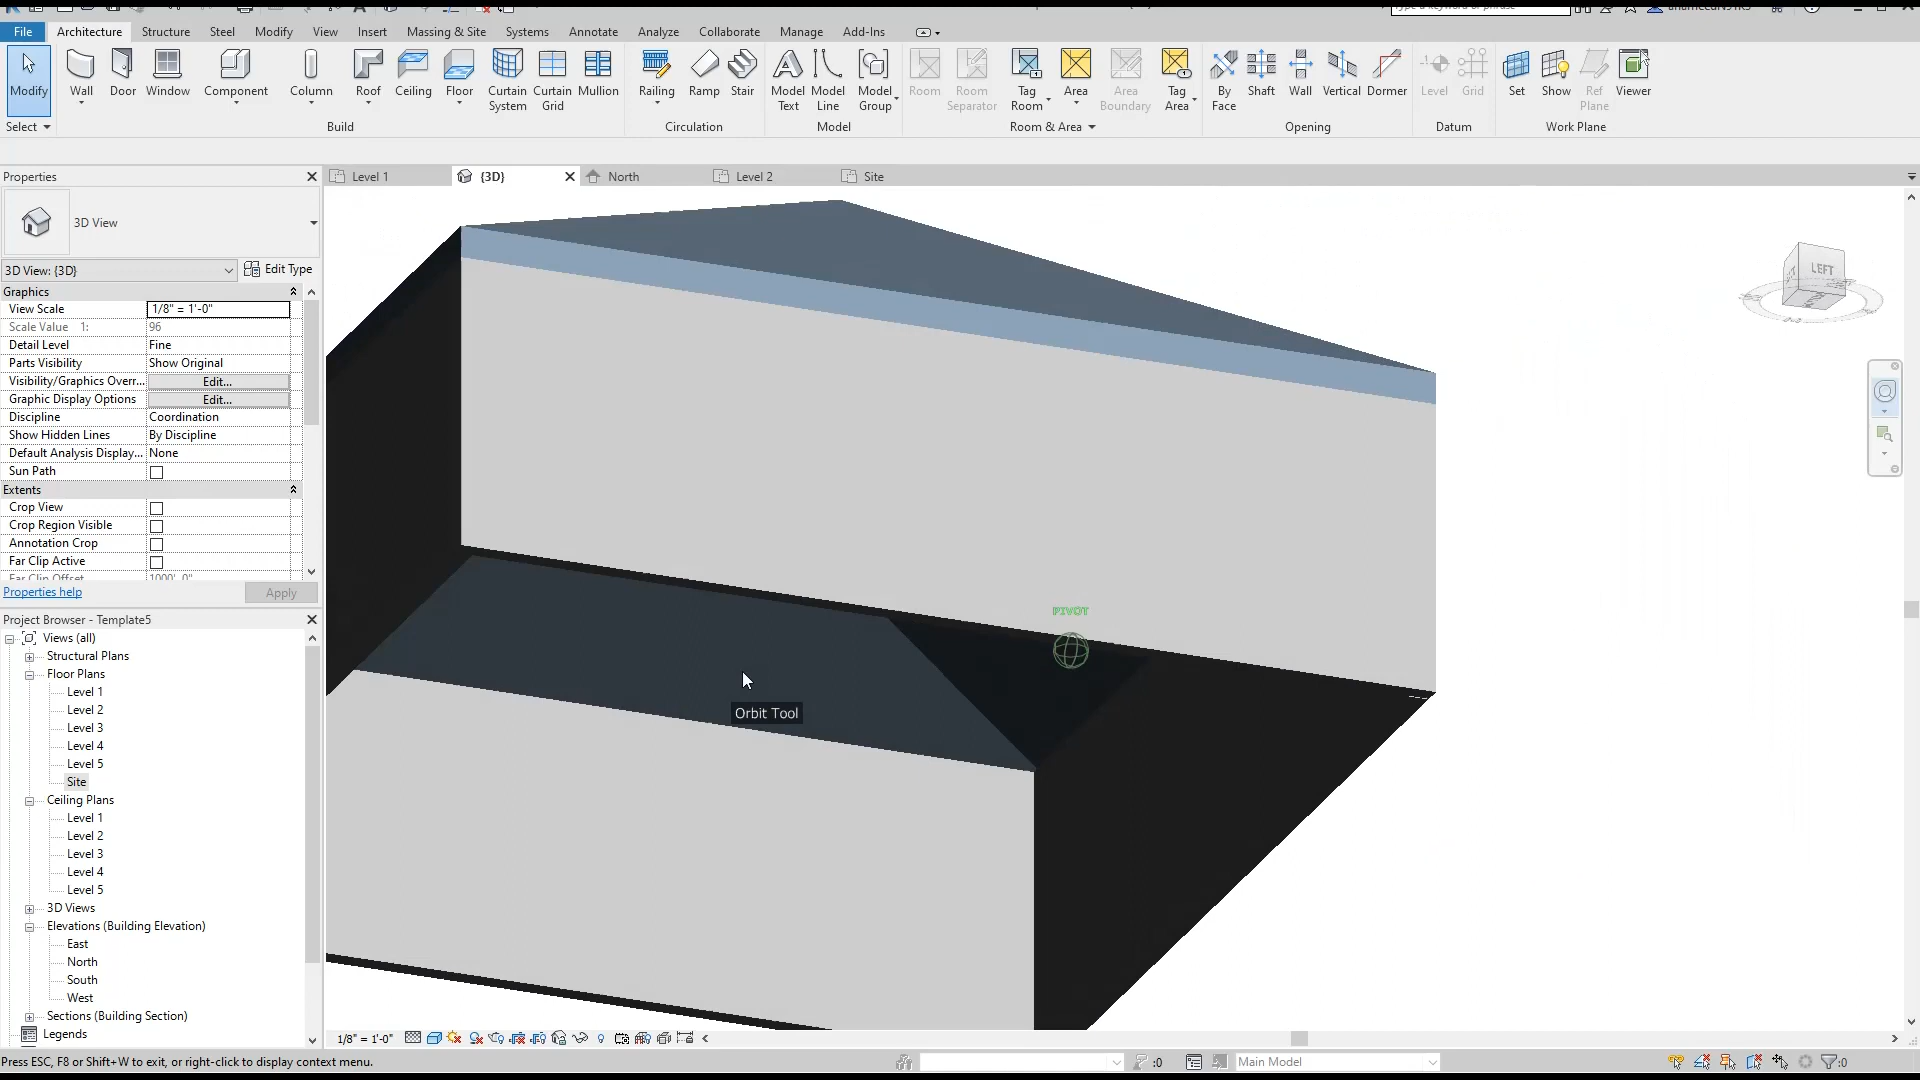 File Architecture Structure Steel Modify View Insert Massing & Site Systems Annotate Analyze Collaborate Manage Add-Ins
Modify Wall Door Window Component Column Roof Ceiling Floor Curtain System Curtain Grid Mullion Railing Ramp Stair Model Text Model Line Model Group Room Room Separator Tag Room Area Area Boundary Tag Area By Face Shaft Wall Vertical Dormer Level Grid Set Show Ref Plane Viewer
Select Build Circulation Model Room & Area Opening Datum Work Plane
Properties
Level 1 {3D} North Level 2 Site
3D View
3D View: {3D} Edit Type
Graphics
View Scale 1/8" = 1'-0"
Scale Value 1: 96
Detail Level Fine
Parts Visibility Show Original
Visibility/Graphics Overr... Edit...
Graphic Display Options Edit...
Discipline Coordination
Show Hidden Lines By Discipline
Default Analysis Display... None
Sun Path
Extents
Crop View
Crop Region Visible
Annotation Crop
Far Clip Active
Far Clip Offset 1000' 0"
Properties help Apply
Project Browser - Template5
Views (all)
Structural Plans
Floor Plans
Level 1
Level 2
Level 3
Level 4
Level 5
Site
Ceiling Plans
Level 1
Level 2
Level 3
Level 4
Level 5
3D Views
Elevations (Building Elevation)
East
North
South
West
Sections (Building Section)
Legends
LEFT
PIVOT
Orbit Tool
1/8" = 1'-0"
Press ESC, F8 or Shift+W to exit, or right-click to display context menu.
:0 Main Model :0